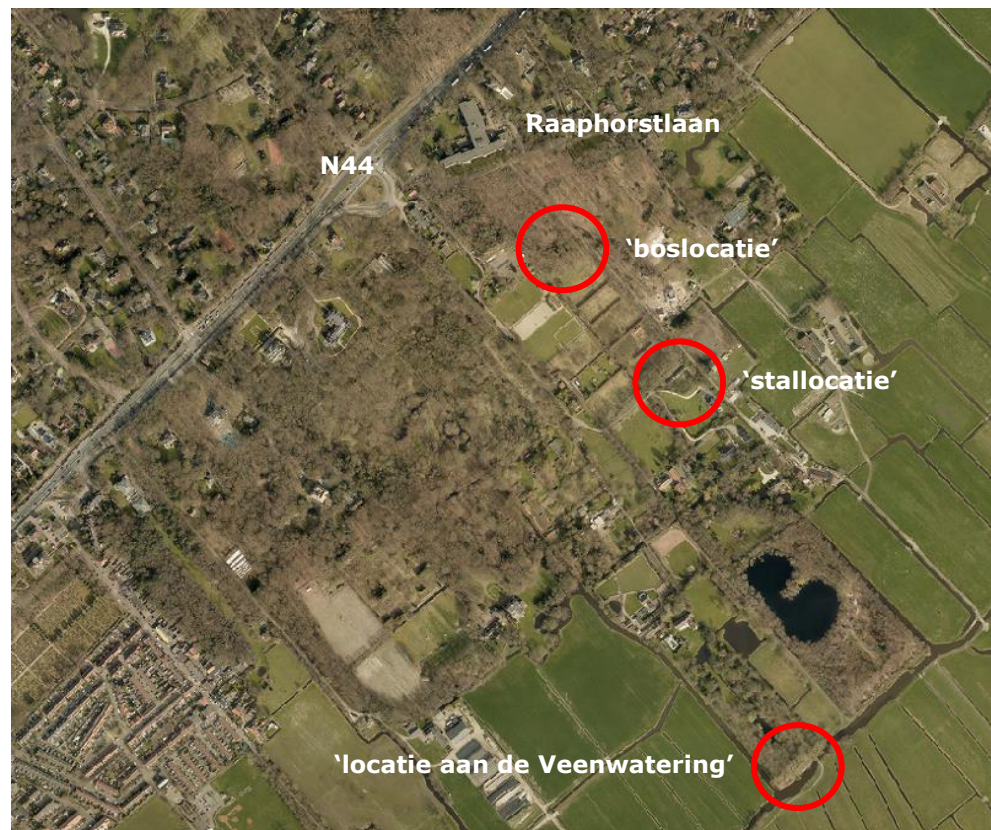 Raaphorstlaan
N44
‘boslocatie’
‘stallocatie’
‘locatie aan de Veenwatering’